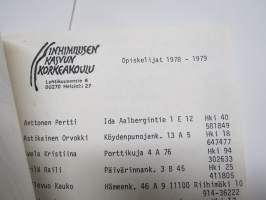 INHIMILLISEN
KASVUN
KORKEAKOULU
00270 Helsinki 27
Opiskelijat 1978 - 1979
Anttonen Pertti Ida Aalbergintie 1 E 12 Hki 40
581849
Orvokki Köydenpunojank. 13 A 5 Hki 18
647477
Kristiina Porttikuja 4 A 76 Hki 94
302633
Raili Päivärinnank. 3 B 45 Hki 25
411805
Kauko Hämeenk. 46 A 9 11100 Riihimäki 10
914-36222